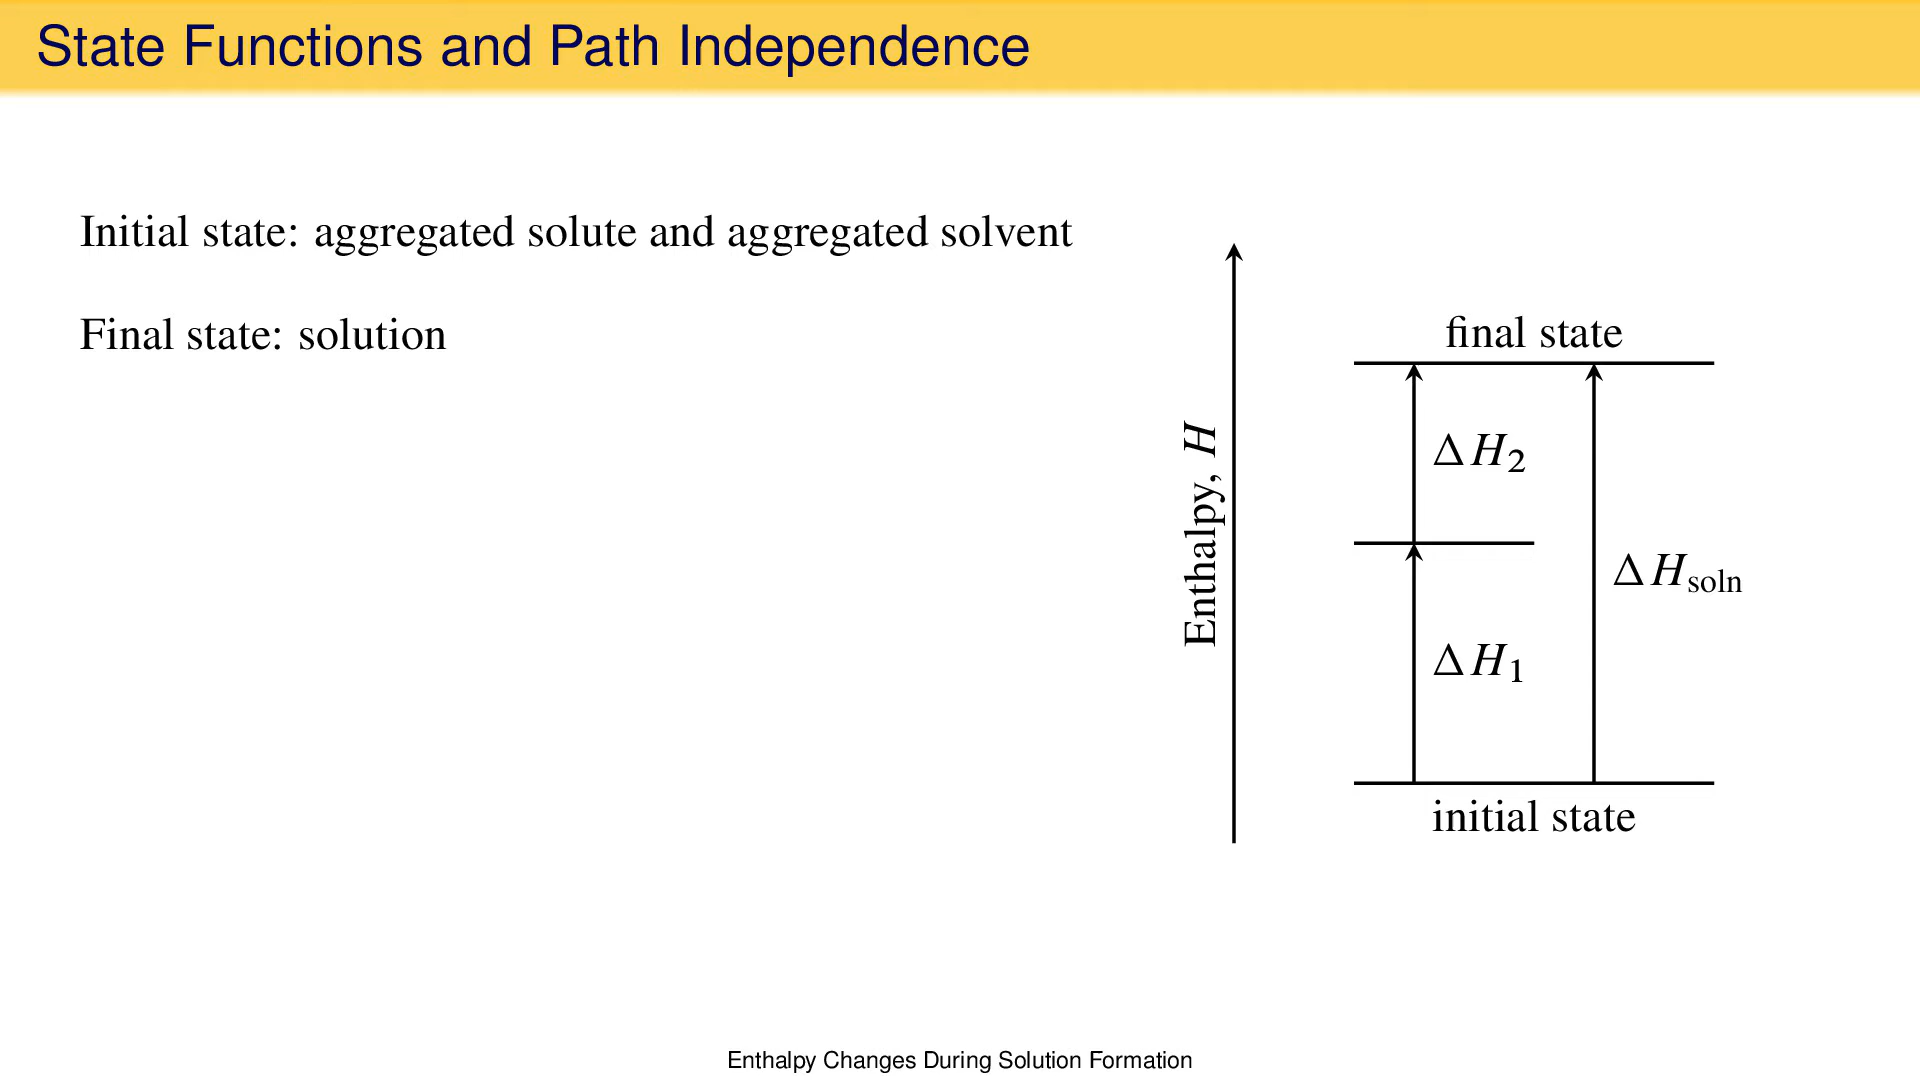 State Functions and Path Independence
Initial state: aggregated solute and aggregated solvent
Final state: solution
Enthalpy, H
final state
ΔH₂
ΔH_soln
ΔH₁
initial state
Enthalpy Changes During Solution Formation